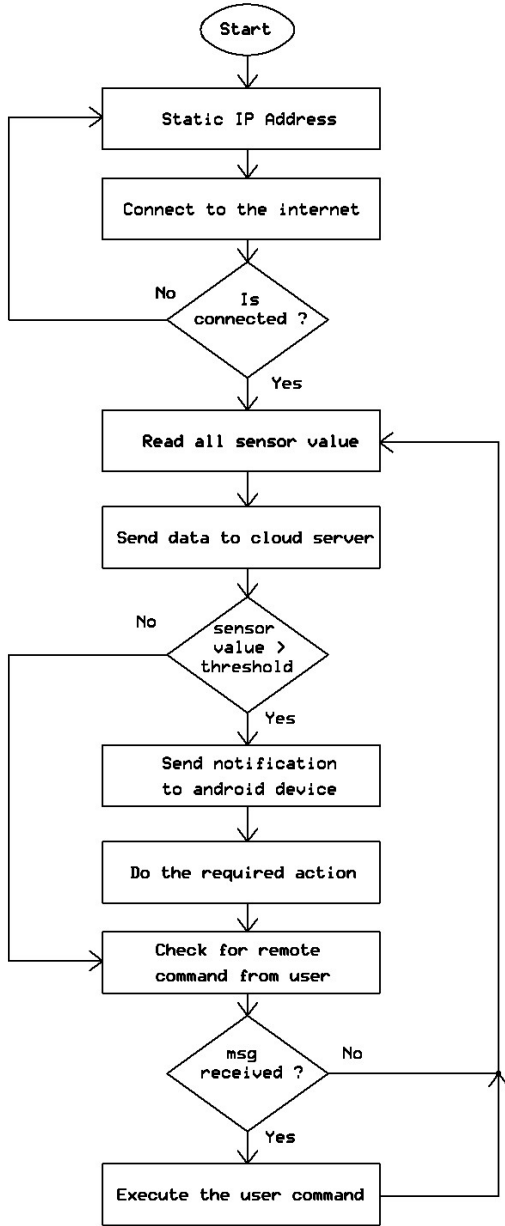 Start
Static IP Address
Connect to the internet
No
Is
connected ?
Yes
Read all sensor value
Send data to cloud server
No
sensor
value >
threshold
Yes
Send notification
to android device
Do the required action
Check for remote
command from user
msg
received ?
No
Yes
Execute the user command